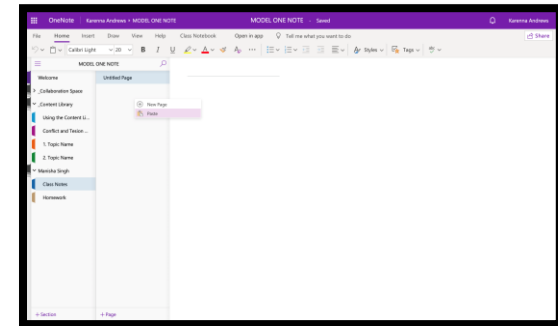 OneNote Karenna Andrews › MODEL ONE NOTE MODEL ONE NOTE - Saved Karenna Andrews
File Home Insert Draw View Help Class Notebook Open in app Tell me what you want to do Share
Calibri Light 20 B I U A Styles Tags
MODEL ONE NOTE
Welcome
_Collaboration Space
_Content Library
Using the Content Li...
Conflict and Tesion ...
1. Topic Name
2. Topic Name
Manisha Singh
Class Notes
Homework
Untitled Page
New Page
Paste
+ Section + Page